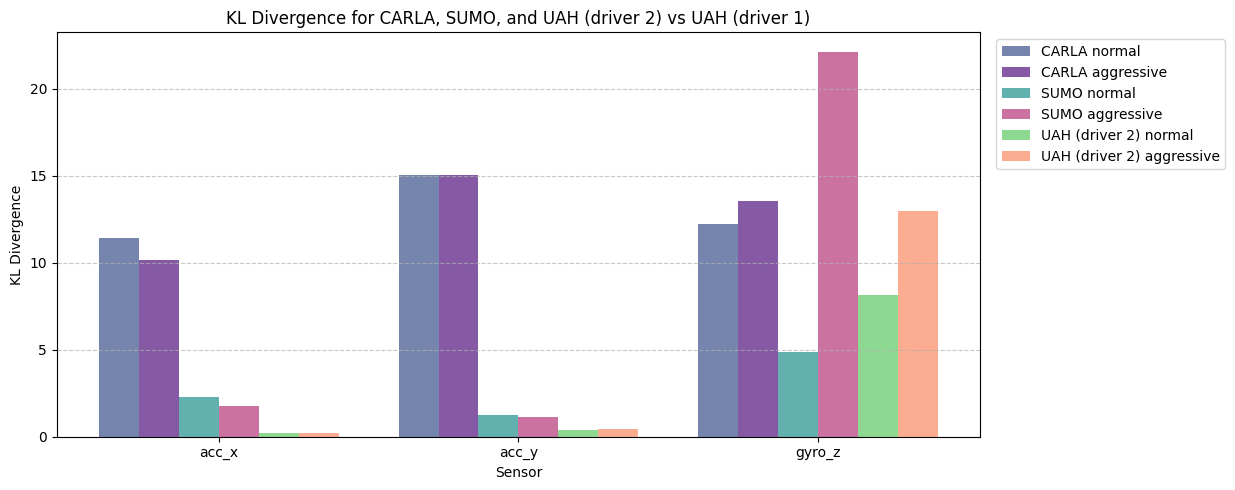 KL Divergence for CARLA, SUMO, and UAH (driver 2) vs UAH (driver 1)
KL Divergence
20
15
10
5
0
acc_x
acc_y
gyro_z
Sensor
CARLA normal
CARLA aggressive
SUMO normal
SUMO aggressive
UAH (driver 2) normal
UAH (driver 2) aggressive